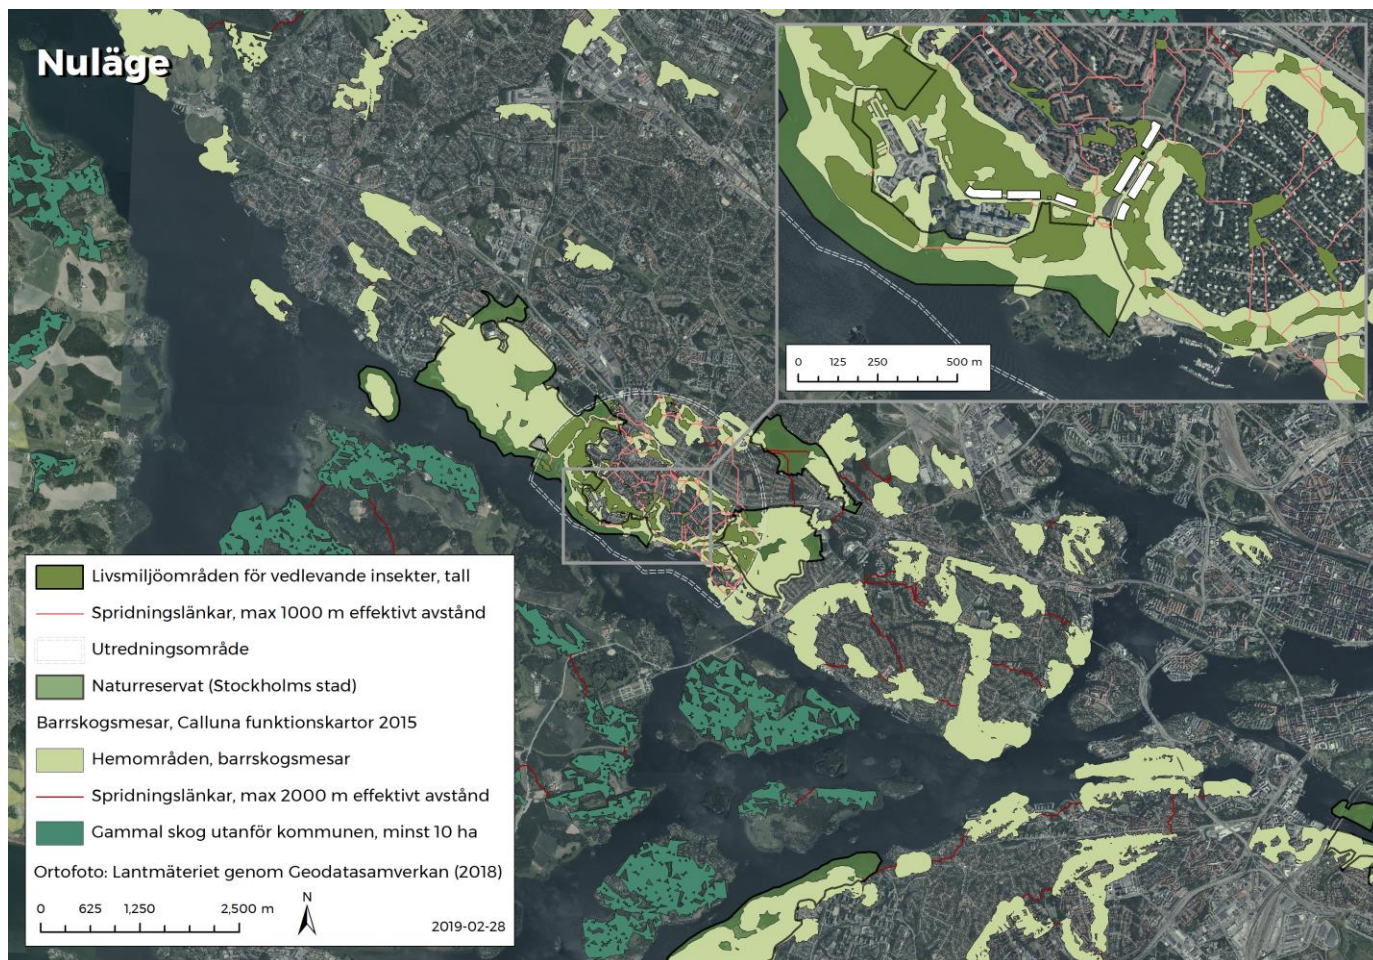 Nuläge
0 125 250 500 m
Livsmiljöområden för vedlevande insekter, tall
Spridningslänkar, max 1000 m effektivt avstånd
Utredningsområde
Naturreservat (Stockholms stad)
Barrskogsmesar, Calluna funktionskartor 2015
Hemområden, barrskogsmesar
Spridningslänkar, max 2000 m effektivt avstånd
Gammal skog utanför kommunen, minst 10 ha
Ortofoto: Lantmäteriet genom Geodatasamverkan (2018)
N
0 625 1,250 2,500 m
2019-02-28